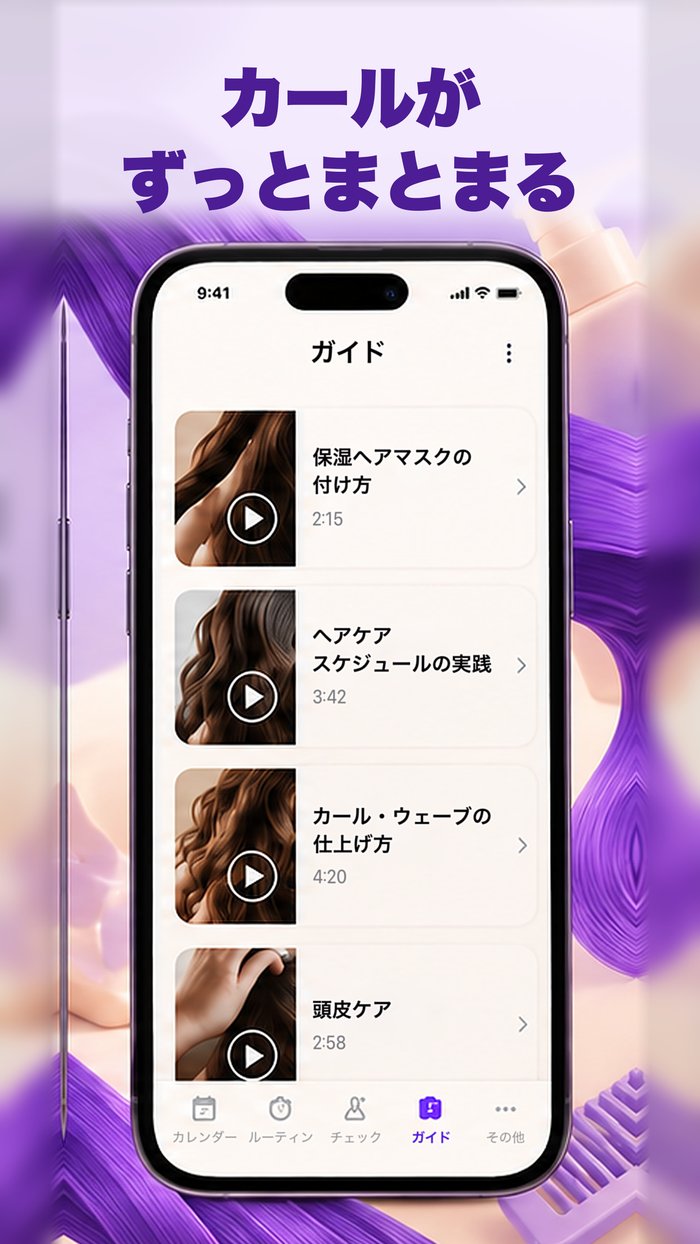 カールが
ずっとまとまる
9:41
ガイド
保湿ヘアマスクの
付け方
2:15
ヘアケア
スケジュールの実践
3:42
カール・ウェーブの
仕上げ方
4:20
頭皮ケア
2:58
カレンダー ルーティン チェック ガイド その他